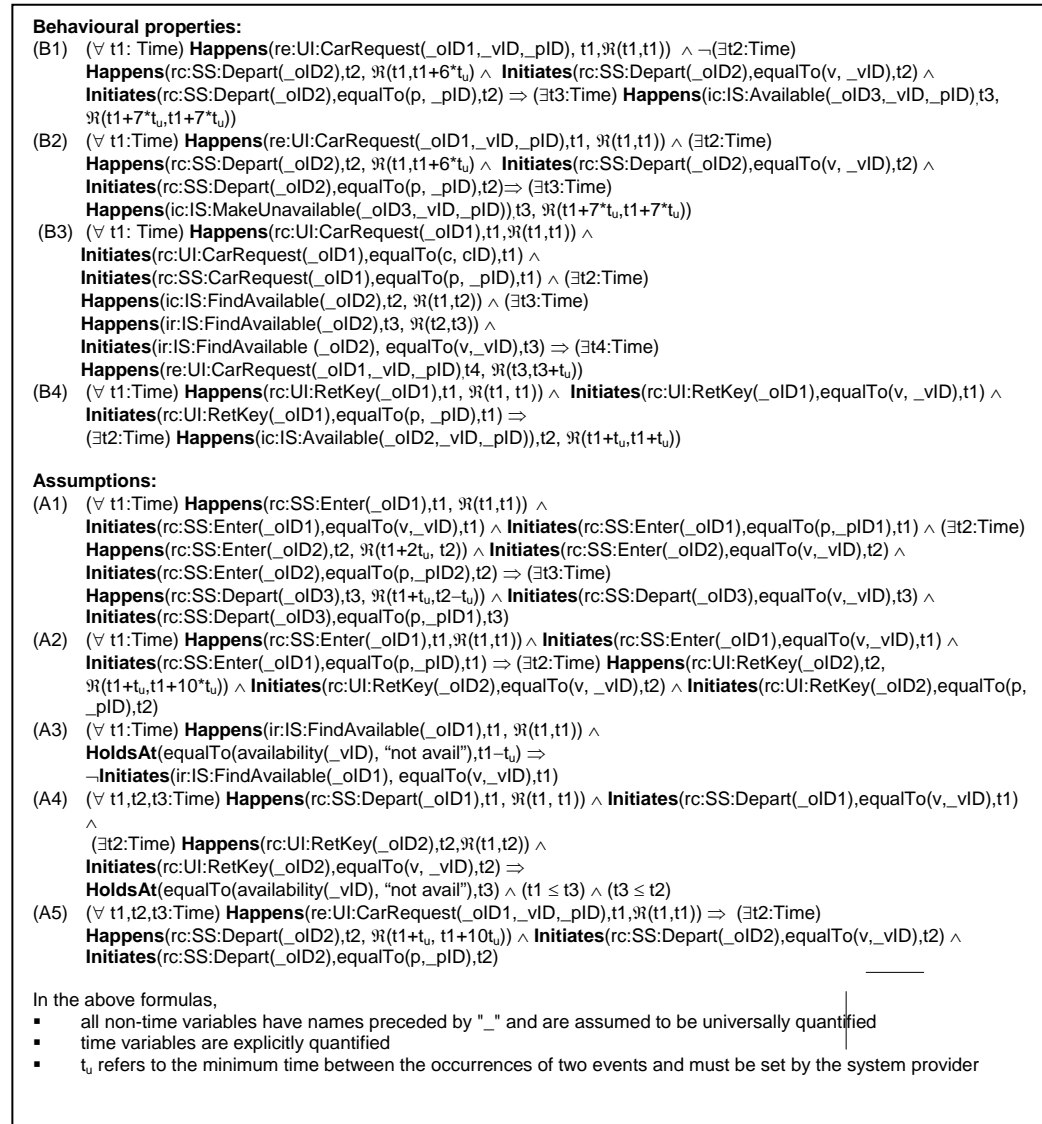 Behavioural properties:
(B1) (∀ t1: Time) Happens(re:UI:CarRequest(_oID1,_vID,_pID), t1,ℜ(t1,t1)) ∧ ¬(∃t2:Time)
Happens(rc:SS:Depart(_oID2),t2, ℜ(t1,t1+6*tu) ∧ Initiates(rc:SS:Depart(_oID2),equalTo(v, _vID),t2) ∧
Initiates(rc:SS:Depart(_oID2),equalTo(p, _pID),t2) ⇒ (∃t3:Time) Happens(ic:IS:Available(_oID3,_vID,_pID),t3,
ℜ(t1+7*tu,t1+7*tu))
(B2) (∀ t1:Time) Happens(re:UI:CarRequest(_oID1,_vID,_pID),t1, ℜ(t1,t1)) ∧ (∃t2:Time)
Happens(rc:SS:Depart(_oID2),t2, ℜ(t1,t1+6*tu) ∧ Initiates(rc:SS:Depart(_oID2),equalTo(v, _vID),t2) ∧
Initiates(rc:SS:Depart(_oID2),equalTo(p, _pID),t2)⇒ (∃t3:Time)
Happens(ic:IS:MakeUnavailable(_oID3,_vID,_pID)),t3, ℜ(t1+7*tu,t1+7*tu))
(B3) (∀ t1: Time) Happens(rc:UI:CarRequest(_oID1),t1,ℜ(t1,t1)) ∧
Initiates(rc:UI:CarRequest(_oID1),equalTo(c, cID),t1) ∧
Initiates(rc:SS:CarRequest(_oID1),equalTo(p, _pID),t1) ∧ (∃t2:Time)
Happens(ic:IS:FindAvailable(_oID2),t2, ℜ(t1,t2)) ∧ (∃t3:Time)
Happens(ir:IS:FindAvailable(_oID2),t3, ℜ(t2,t3)) ∧
Initiates(ir:IS:FindAvailable (_oID2), equalTo(v,_vID),t3) ⇒ (∃t4:Time)
Happens(re:UI:CarRequest(_oID1,_vID,_pID),t4, ℜ(t3,t3+tu))
(B4) (∀ t1:Time) Happens(rc:UI:RetKey(_oID1),t1, ℜ(t1, t1)) ∧ Initiates(rc:UI:RetKey(_oID1),equalTo(v, _vID),t1) ∧
Initiates(rc:UI:RetKey(_oID1),equalTo(p, _pID),t1) ⇒
(∃t2:Time) Happens(ic:IS:Available(_oID2,_vID,_pID)),t2, ℜ(t1+tu,t1+tu))
Assumptions:
(A1) (∀ t1:Time) Happens(rc:SS:Enter(_oID1),t1, ℜ(t1,t1)) ∧
Initiates(rc:SS:Enter(_oID1),equalTo(v,_vID),t1) ∧ Initiates(rc:SS:Enter(_oID1),equalTo(p,_pID1),t1) ∧ (∃t2:Time)
Happens(rc:SS:Enter(_oID2),t2, ℜ(t1+2tu, t2)) ∧ Initiates(rc:SS:Enter(_oID2),equalTo(v,_vID),t2) ∧
Initiates(rc:SS:Enter(_oID2),equalTo(p,_pID2),t2) ⇒ (∃t3:Time)
Happens(rc:SS:Depart(_oID3),t3, ℜ(t1+tu,t2−tu)) ∧ Initiates(rc:SS:Depart(_oID3),equalTo(v,_vID),t3) ∧
Initiates(rc:SS:Depart(_oID3),equalTo(p,_pID1),t3)
(A2) (∀ t1:Time) Happens(rc:SS:Enter(_oID1),t1,ℜ(t1,t1)) ∧ Initiates(rc:SS:Enter(_oID1),equalTo(v,_vID),t1) ∧
Initiates(rc:SS:Enter(_oID1),equalTo(p,_pID),t1) ⇒ (∃t2:Time) Happens(rc:UI:RetKey(_oID2),t2,
ℜ(t1+tu,t1+10*tu)) ∧ Initiates(rc:UI:RetKey(_oID2),equalTo(v, _vID),t2) ∧ Initiates(rc:UI:RetKey(_oID2),equalTo(p,
_pID),t2)
(A3) (∀ t1:Time) Happens(ir:IS:FindAvailable(_oID1),t1, ℜ(t1,t1)) ∧
HoldsAt(equalTo(availability(_vID), “not avail”),t1−tu) ⇒
¬Initiates(ir:IS:FindAvailable(_oID1), equalTo(v,_vID),t1)
(A4) (∀ t1,t2,t3:Time) Happens(rc:SS:Depart(_oID1),t1, ℜ(t1, t1)) ∧ Initiates(rc:SS:Depart(_oID1),equalTo(v,_vID),t1)
∧
(∃t2:Time) Happens(rc:UI:RetKey(_oID2),t2,ℜ(t1,t2)) ∧
Initiates(rc:UI:RetKey(_oID2),equalTo(v, _vID),t2) ⇒
HoldsAt(equalTo(availability(_vID), “not avail”),t3) ∧ (t1 ≤ t3) ∧ (t3 ≤ t2)
(A5) (∀ t1,t2,t3:Time) Happens(re:UI:CarRequest(_oID1,_vID,_pID),t1,ℜ(t1,t1)) ⇒ (∃t2:Time)
Happens(rc:SS:Depart(_oID2),t2, ℜ(t1+tu, t1+10tu)) ∧ Initiates(rc:SS:Depart(_oID2),equalTo(v,_vID),t2) ∧
Initiates(rc:SS:Depart(_oID2),equalTo(p,_pID),t2)
In the above formulas,
▪ all non-time variables have names preceded by "_" and are assumed to be universally quantified
▪ time variables are explicitly quantified
▪ tu refers to the minimum time between the occurrences of two events and must be set by the system provider